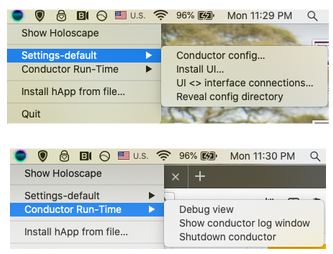 U.S. 96% Mon 11:29 PM
Show Holoscape
Settings-default
Conductor config...
Conductor Run-Time
Install UI...
UI <> interface connections...
Install hApp from file...
Reveal config directory
Quit
U.S. 96% Mon 11:30 PM
Show Holoscape
Settings-default
Conductor Run-Time
Debug view
Show conductor log window
Install hApp from file...
Shutdown conductor